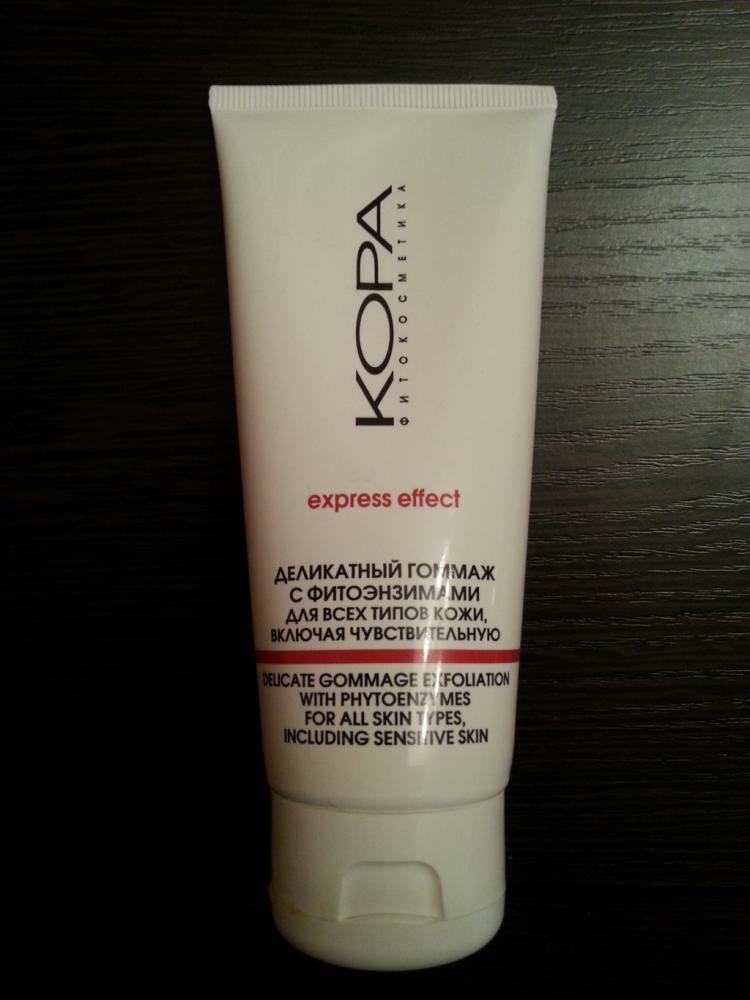 КОРА
ФИТОКОСМЕТИКА
express effect
ДЕЛИКАТНЫЙ ГОММАЖ
С ФИТОЭНЗИМАМИ
ДЛЯ ВСЕХ ТИПОВ КОЖИ,
ВКЛЮЧАЯ ЧУВСТВИТЕЛЬНУЮ
DELICATE GOMMAGE EXFOLIATION
WITH PHYTOENZYMES
FOR ALL SKIN TYPES,
INCLUDING SENSITIVE SKIN